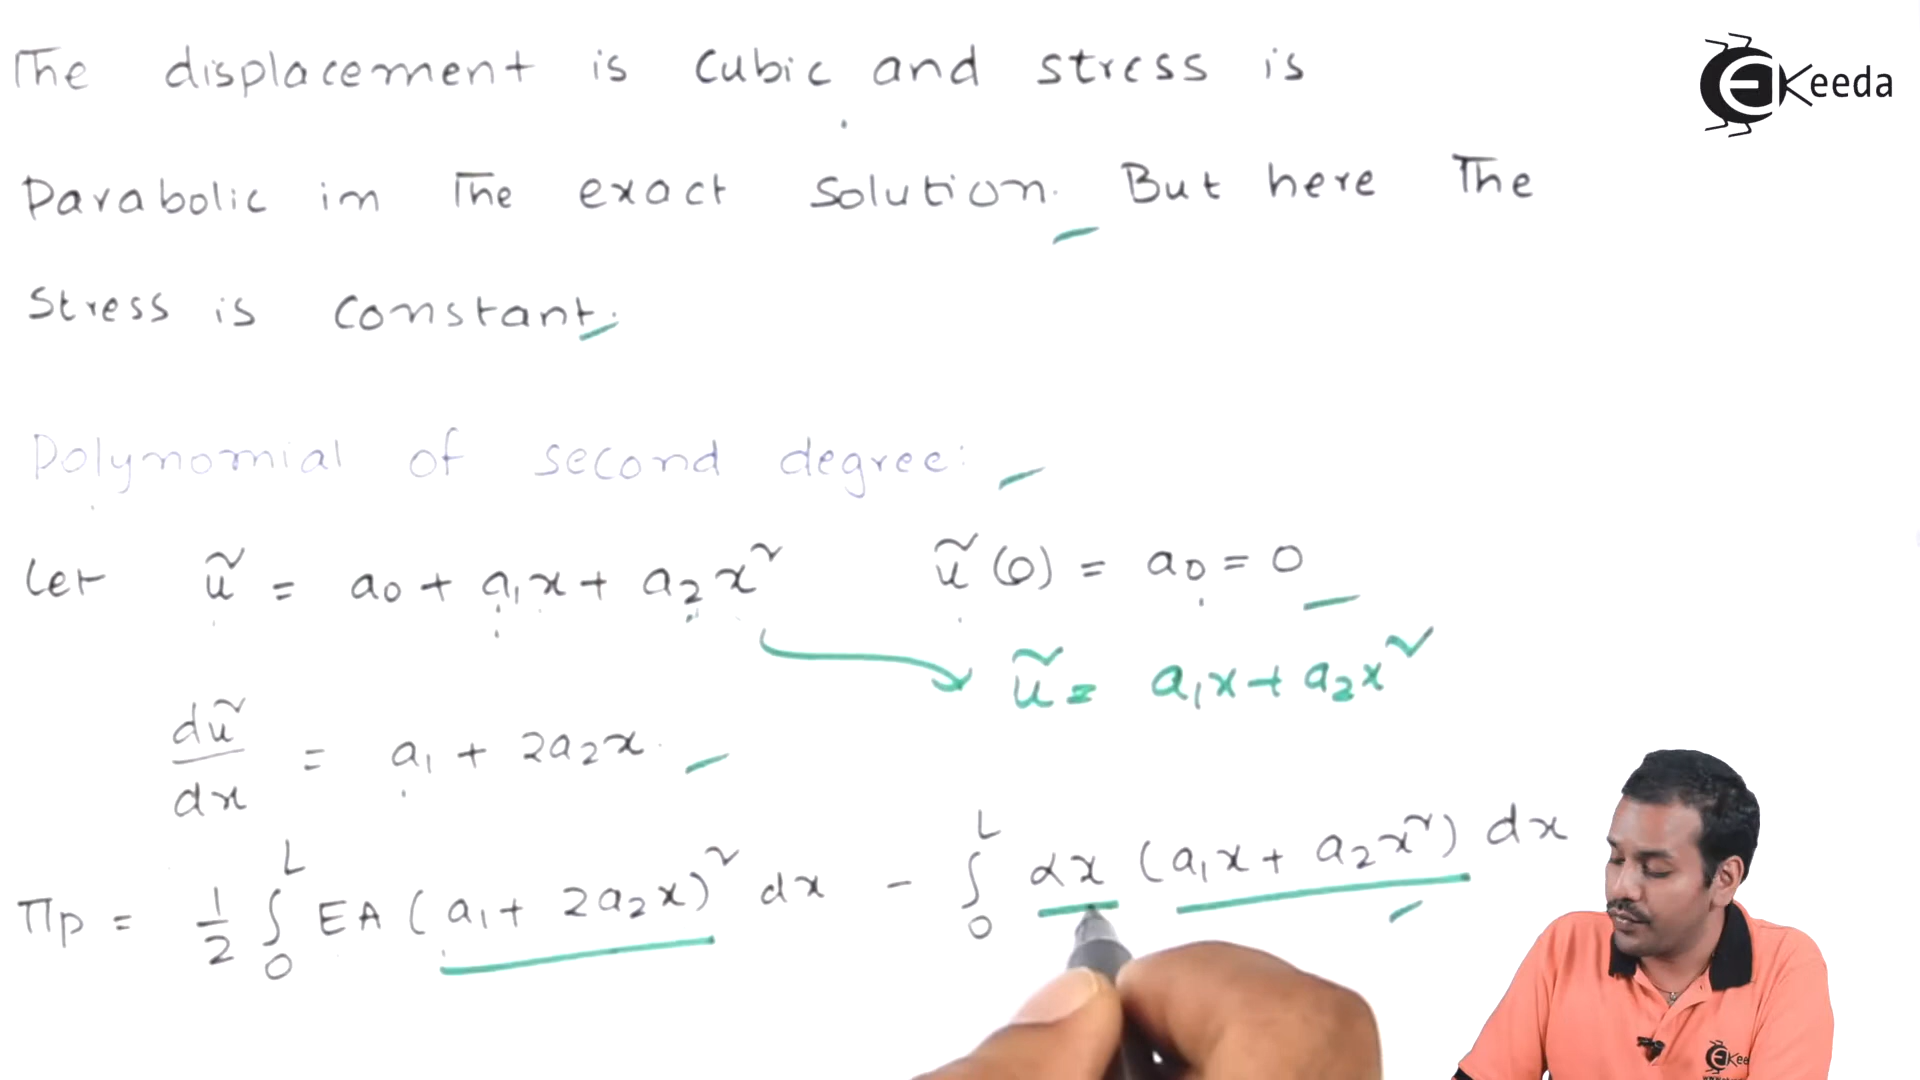 The displacement is cubic and stress is
EKeeda
Parabolic in The exact solution. But here The
Stress is constant.
Polynomial of second degree:
Let ũ = a0 + a1x + a2x² ũ(0) = a0 = 0
ũ = a1x + a2x²
dũ/dx = a1 + 2a2x
Πp = 1/2 ∫0^L EA (a1 + 2a2x)² dx - ∫0^L αx (a1x + a2x²) dx